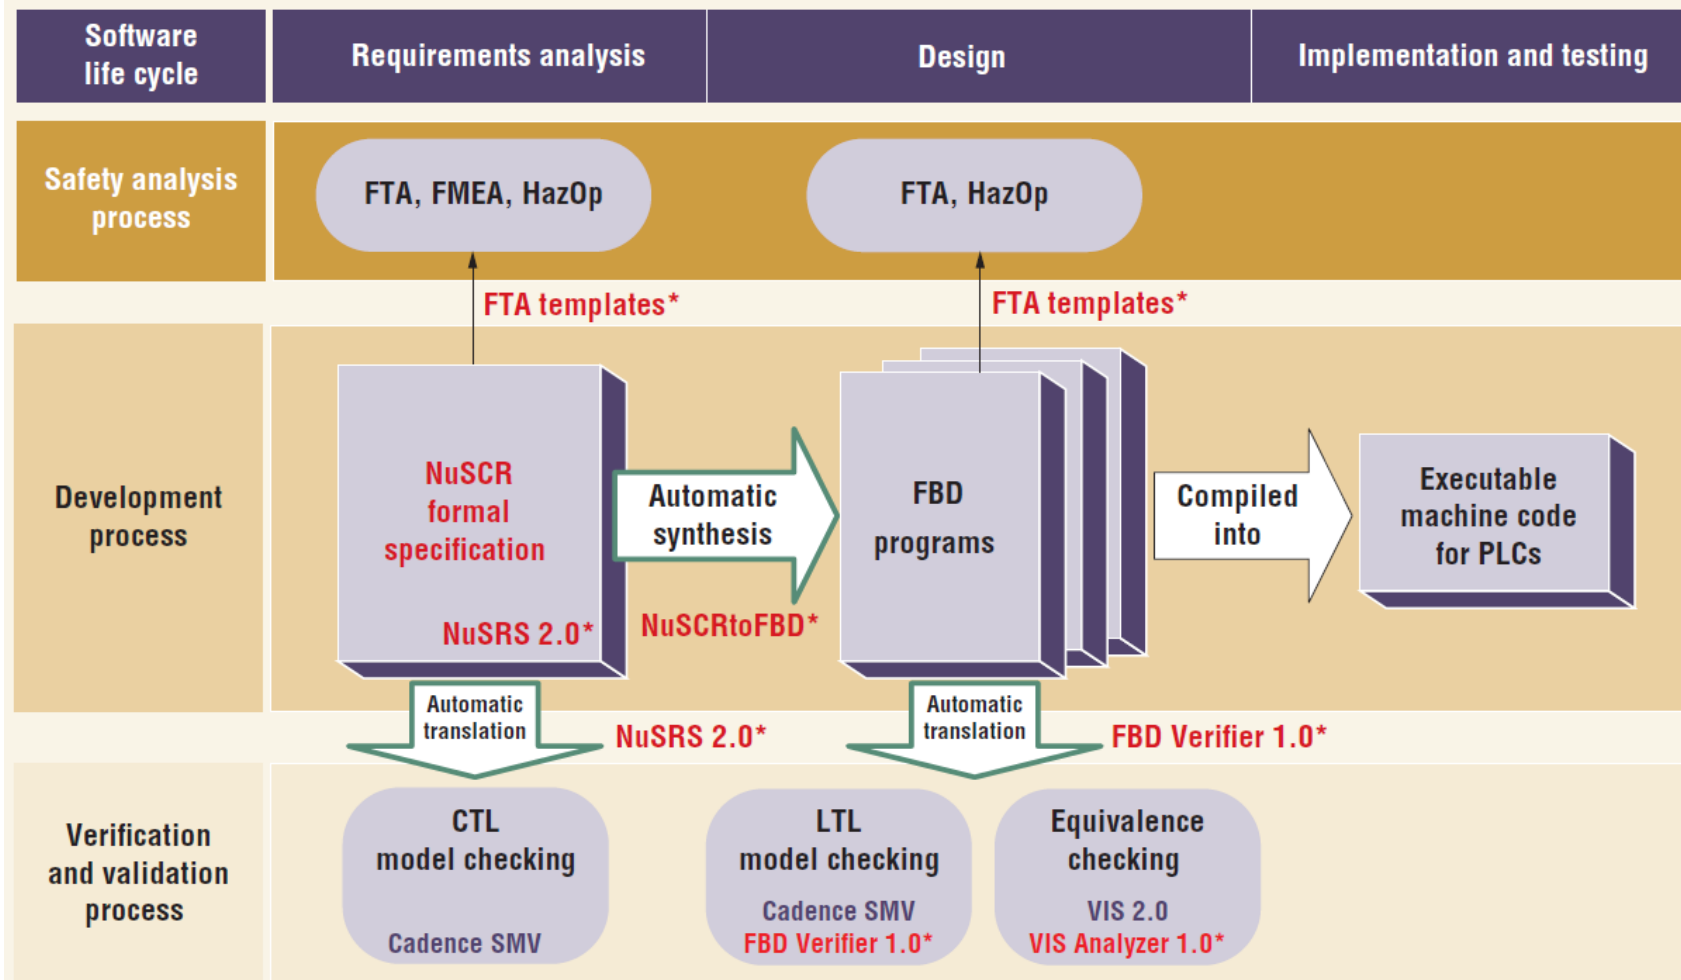 Software
life cycle
Requirements analysis
Design
Implementation and testing
Safety analysis
process
FTA, FMEA, HazOp
FTA, HazOp
FTA templates*
FTA templates*
Development
process
NuSCR
formal
specification
NuSRS 2.0*
Automatic
synthesis
NuSCRtoFBD*
FBD
programs
Compiled
into
Executable
machine code
for PLCs
Automatic
translation
NuSRS 2.0*
Automatic
translation
FBD Verifier 1.0*
Verification
and validation
process
CTL
model checking
Cadence SMV
LTL
model checking
Cadence SMV
FBD Verifier 1.0*
Equivalence
checking
VIS 2.0
VIS Analyzer 1.0*